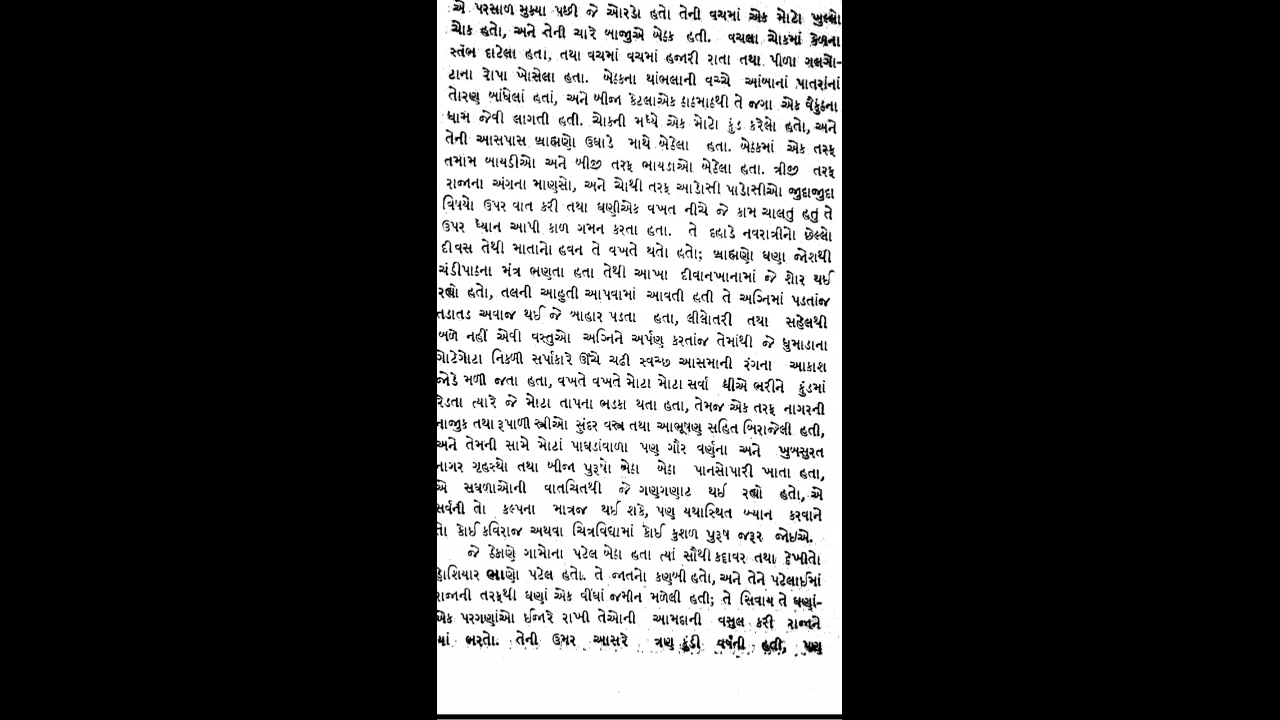 એ પરસાળ મુક્યા પછી જે ઓરડો હતો તેની વચમાં એક મોટો ખુલ્લો
ચોક હતો, અને તેની ચારે બાજુએ બેઠક હતી. વચલા ચોકમાં કેળના
સ્તંભ દાટેલા હતા, તથા વચમાં વચમાં હજારી રાતા તથા પીળા ગલગો-
ટાના રોપા ખોસેલા હતા. બેઠકના થાંભલાની વચ્ચે આંબાનાં પાતરાંનાં
તોરણ બાંધેલાં હતાં, અને બીજા કેટલાએક ઠાઠમાઠથી તે જગા એક વૈકુંઠના
ધામ જેવી લાગતી હતી. ચોકની મધ્યે એક મોટો કુંડ કરેલો હતો, અને
તેની આસપાસ બ્રાહ્મણો ઉઘાડે માથે બેઠેલા હતા. બેઠકમાં એક તરફ
તમામ બાયડીઓ અને બીજી તરફ ભાયડાઓ બેઠેલા હતા. ત્રીજી તરફ
રાજાના અંગના માણસો, અને ચોથી તરફ આડોસી પાડોસીઓ જુદાજુદા
વિષયો ઉપર વાત કરી તથા ઘણીએક વખત નીચે જે કામ ચાલતુ હતુ તે
ઉપર ધ્યાન આપી કાળ ગમન કરતા હતા. તે દહાડે નવરાત્રીનો છેલ્લો
દીવસ તેથી માતાનો હવન તે વખતે થતો હતો; બ્રાહ્મણો ઘણા જોશથી
ચંડીપાઠના મંત્ર ભણતા હતા તેથી આખા દીવાનખાનામાં જે શોર થઈ
રહ્યો હતો, તલની આહુતી આપવામાં આવતી હતી તે અગ્નિમાં પડતાંજ
તડાતડ અવાજ થઈ જે બાહાર પડતા હતા, લીલોતરી તથા સહેલથી
બળે નહીં એવી વસ્તુઓ અગ્નિને અર્પણ કરતાંજ તેમાંથી જે ધુમાડાના
ગોટેગોટા નિકળી સર્પાકારે ઊંચે ચઢી સ્વચ્છ આસમાની રંગના આકાશ
જોડે મળી જતા હતા, વખતે વખતે મોટા મોટા સર્વા ઘીએ ભરીને કુંડમાં
રેડતા ત્યારે જે મોટા તાપના ભડકા થતા હતા, તેમજ એક તરફ નાગરની
નાજુક તથા રૂપાળી સ્ત્રીઓ સુંદર વસ્ત્ર તથા આભૂષણ સહિત બિરાજેલી હતી,
અને તેમની સામે મોટાં પાઘડાંવાળા પણ ગૌર વર્ણના અને ખુબસુરત
નાગર ગૃહસ્થો તથા બીજા પુરૂષો બેઠા બેઠા પાનસોપારી ખાતા હતા,
એ સઘળાઓની વાતચિતથી જે ગણગણાટ થઈ રહ્યો હતો, એ
સર્વની તો કલ્પના માત્રજ થઈ શકે, પણ યથાસ્થિત બ્યાન કરવાને
તો કોઈ કવિરાજ અથવા ચિત્રવિદ્યામાં કોઈ કુશળ પુરૂષ જરૂર જોઇએ.
જે ઠેકાણે ગામોના પટેલ બેઠા હતા ત્યાં સૌથી કદ્દાવર તથા દેખીતો
હોશિયાર ભાણો પટેલ હતો. તે જાતનો કણબી હતો, અને તેને પટેલાઈમાં
રાજાની તરફથી ઘણાં એક વીઘાં જમીન મળેલી હતી; તે સિવાય તે ઘણાં-
એક પરગણાંઓ ઈજારે રાખી તેઓની આમદાની વસુલ કરી રાજાને
ત્યાં ભરતો. તેની ઉમર આસરે ત્રણ કુંડી વર્ષની હતી, પણ